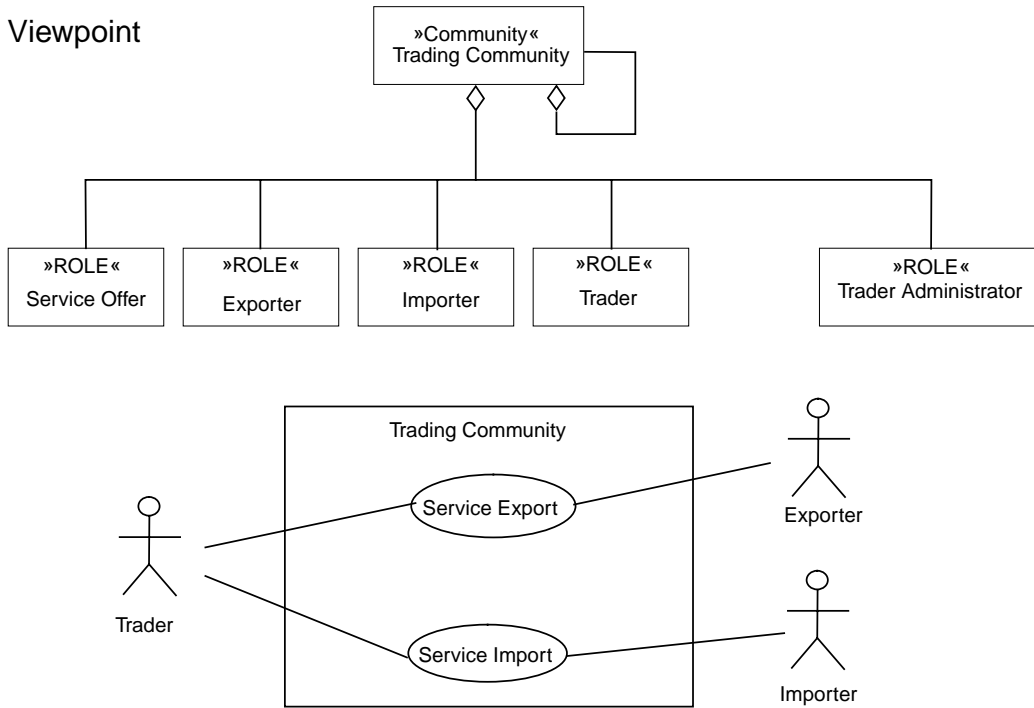 Viewpoint
»Community«
Trading Community
»ROLE«
Service Offer
»ROLE«
Exporter
»ROLE«
Importer
»ROLE«
Trader
»ROLE«
Trader Administrator
Trading Community
Service Export
Exporter
Trader
Service Import
Importer